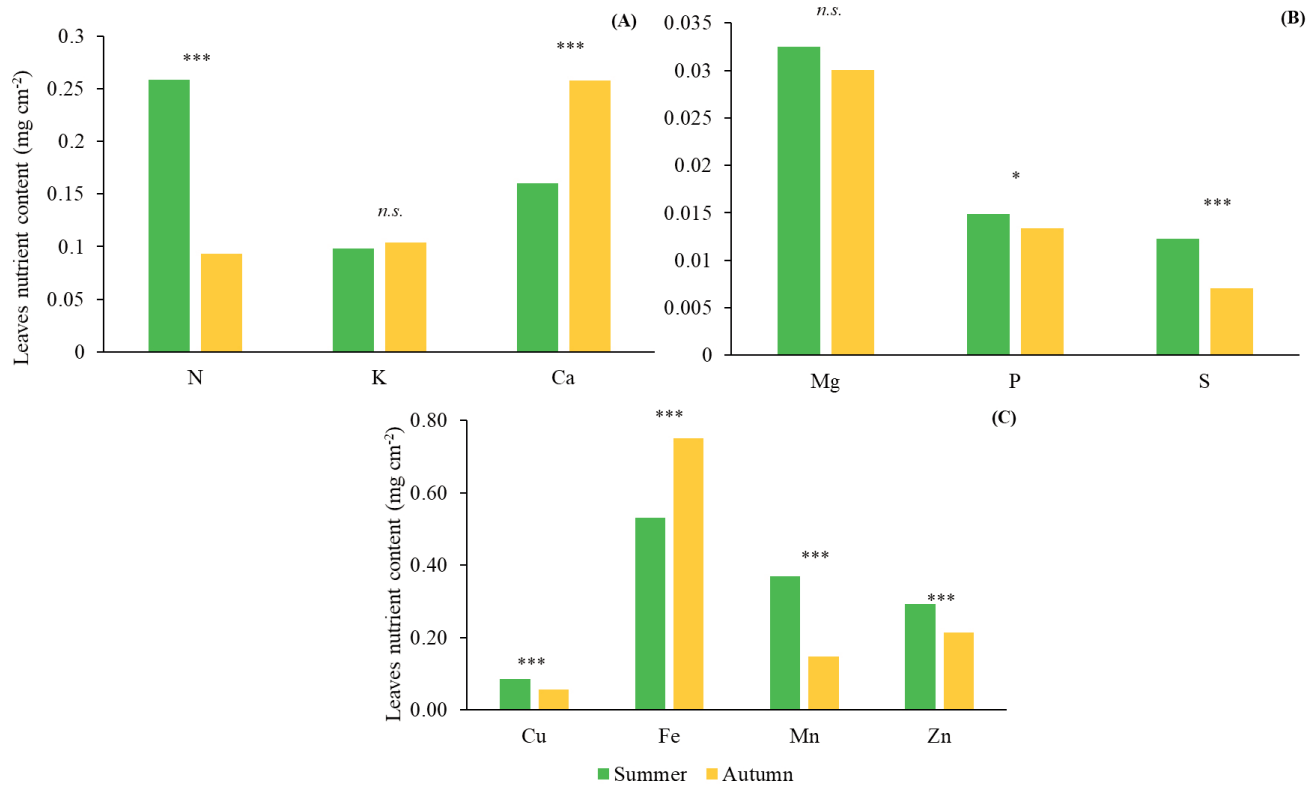 (A)
Leaves nutrient content (mg cm-2)
0.3
0.25
0.2
0.15
0.1
0.05
0
***
n.s.
***
N K Ca
(B)
0.035
0.03
0.025
0.02
0.015
0.01
0.005
0
n.s.
*
***
Mg P S
(C)
Leaves nutrient content (mg cm-2)
0.80
0.60
0.40
0.20
0.00
***
***
***
***
Cu Fe Mn Zn
Summer Autumn